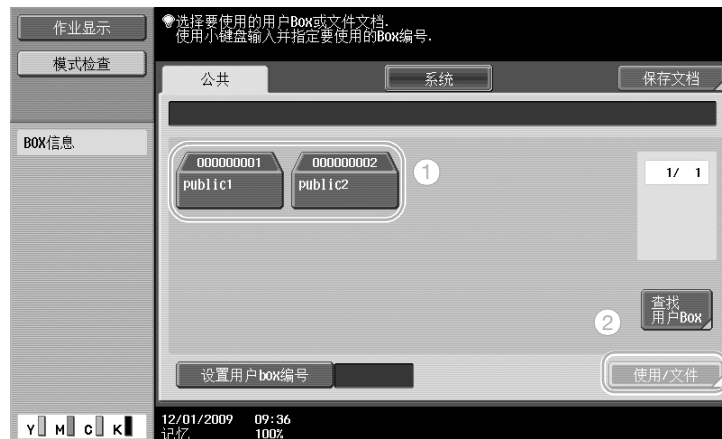 作业显示
模式检查
选择要使用的用户Box或文件文档.
使用小键盘输入并指定要使用的Box编号.
公共
系统
保存文档
BOX信息
000000001
public1
000000002
public2
1
1/ 1
查找
用户Box
2
设置用户box编号
使用/文件
Y M C K
12/01/2009 09:36
记忆 100%